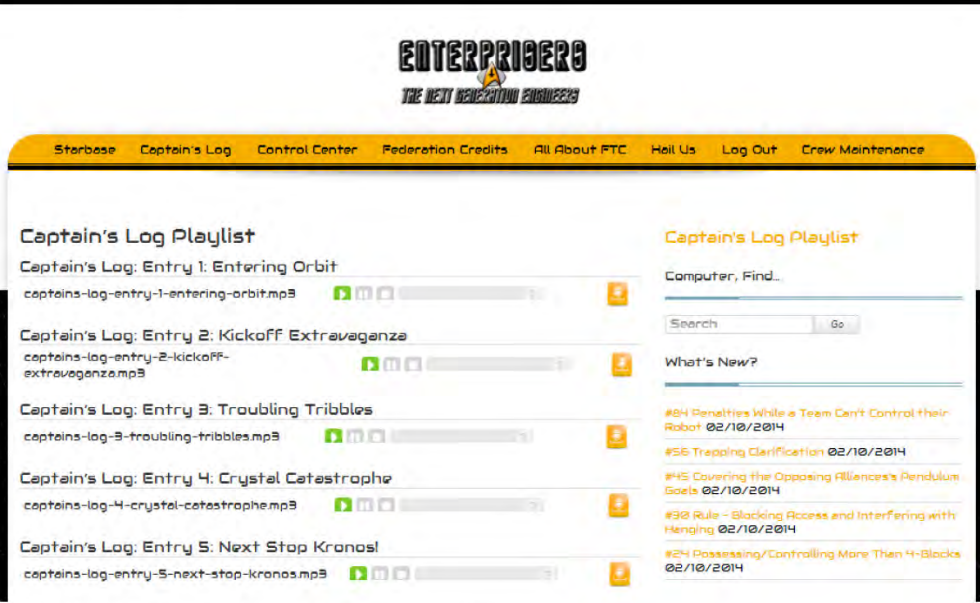 ENTERPRISERS
THE NEXT GENERATION ENGINEERS
Starbase Captain's Log Control Center Federation Credits All About FTC Hail Us Log Out Crew Maintenance
Captain's Log Playlist
Captain's Log: Entry 1: Entering Orbit
captains-log-entry-1-entering-orbit.mp3
Captain's Log: Entry 2: Kickoff Extravaganza
captains-log-entry-2-kickoff-
extravaganza.mp3
Captain's Log: Entry 3: Troubling Tribbles
captains-log-3-troubling-tribbles.mp3
Captain's Log: Entry 4: Crystal Catastrophe
captains-log-4-crystal-catastrophe.mp3
Captain's Log: Entry 5: Next Stop Kronos!
captains-log-entry-5-next-stop-kronos.mp3
Captain's Log Playlist
Computer, Find...
Search Go
What's New?
#84 Penalties While a Team Can't Control their
Robot 02/10/2014
#56 Trapping Clarification 02/10/2014
#45 Covering the Opposing Alliances's Pendulum
Goals 02/10/2014
#30 Rule - Blocking Access and Interfering with
Hanging 02/10/2014
#24 Possessing/Controlling More Than 4-Blocks
02/10/2014